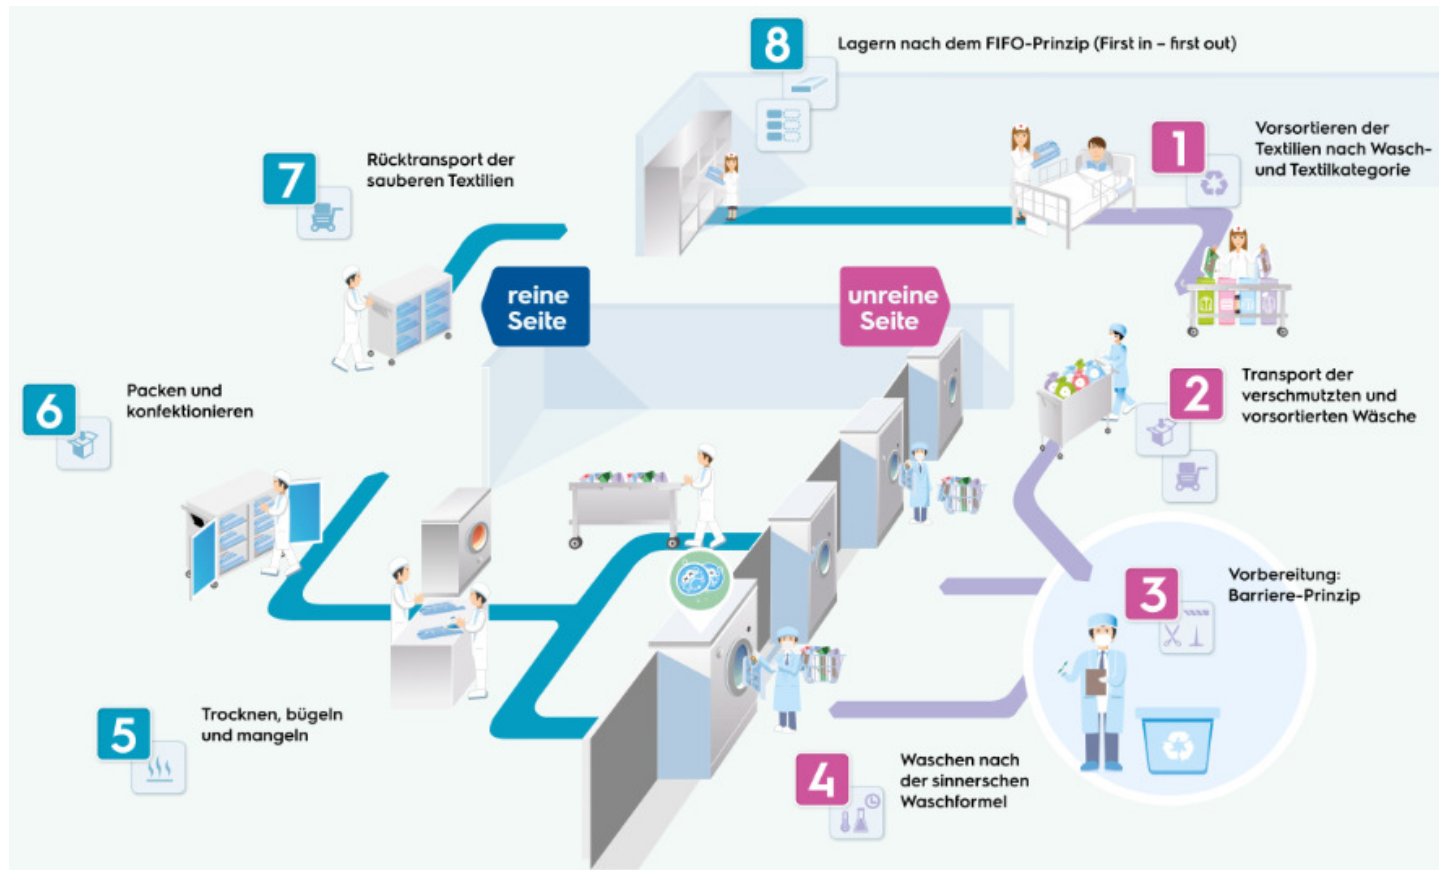 8
Lagern nach dem FIFO-Prinzip (First in – first out)
1
Vorsortieren der
Textilien nach Wasch-
und Textilkategorie
7
Rücktransport der
sauberen Textilien
reine
Seite
unreine
Seite
2
Transport der
verschmutzten und
vorsortierten Wäsche
6
Packen und
konfektionieren
3
Vorbereitung:
Barriere-Prinzip
5
Trocknen, bügeln
und mangeln
4
Waschen nach
der sinnerschen
Waschformel